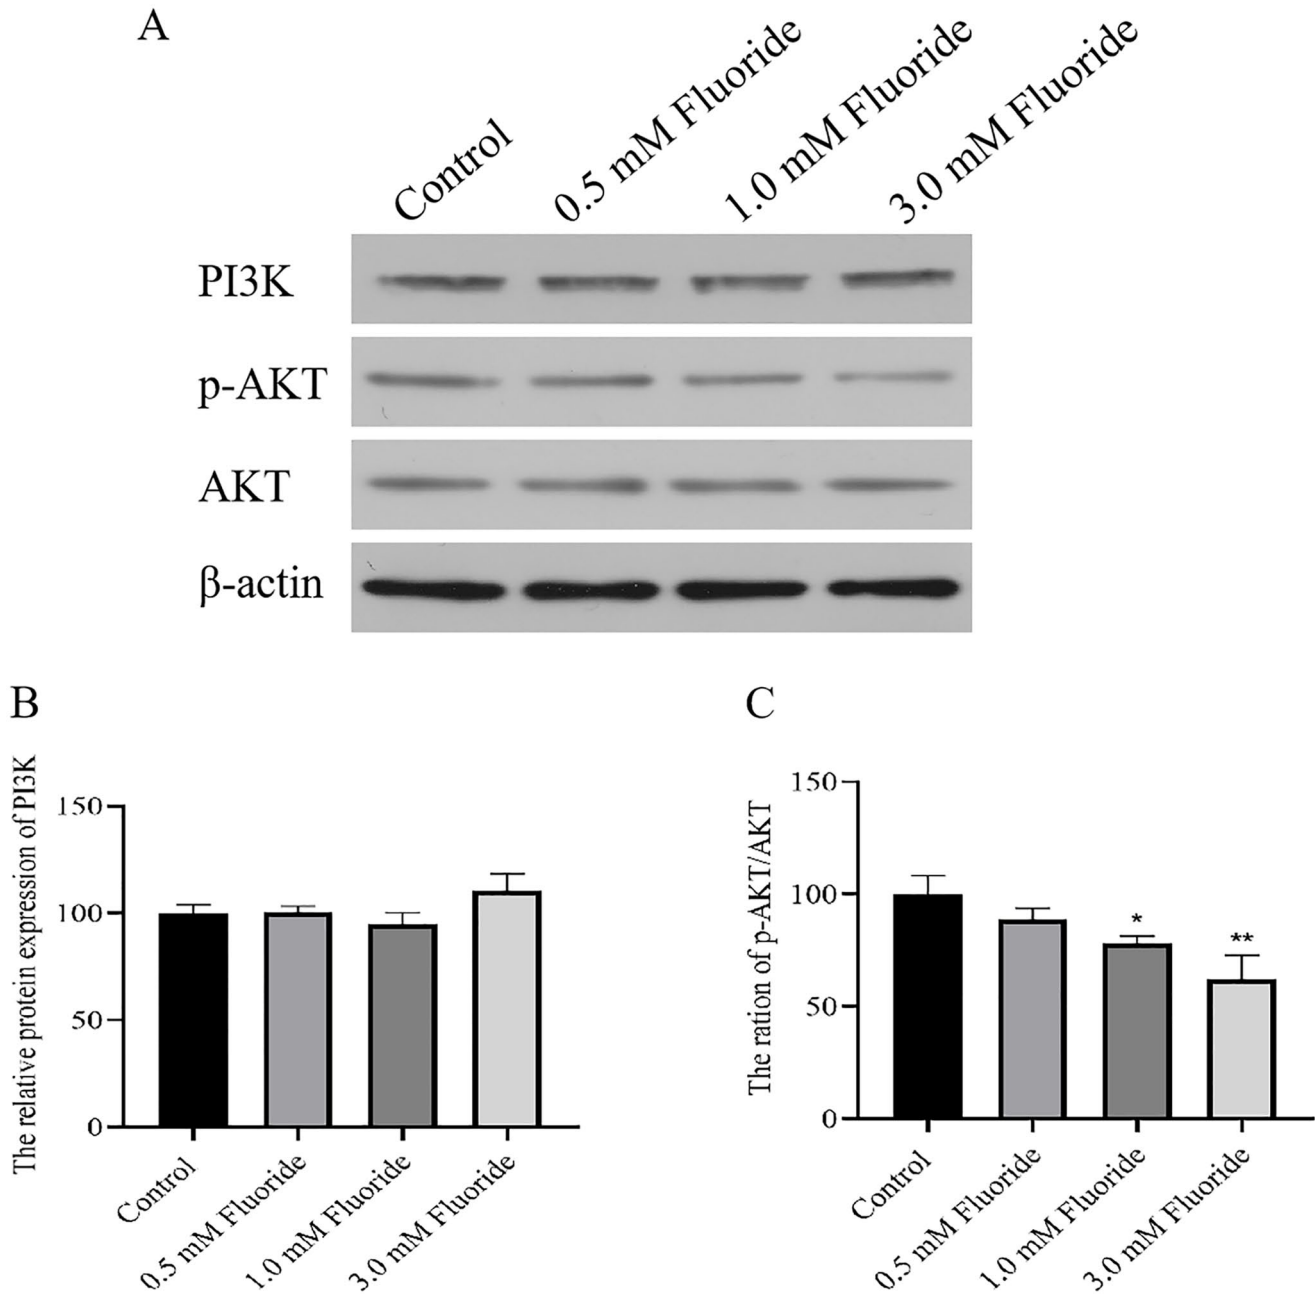 A
Control
0.5 mM Fluoride
1.0 mM Fluoride
3.0 mM Fluoride
PI3K
p-AKT
AKT
β-actin
B
The relative protein expression of PI3K
150
100
50
0
Control
0.5 mM Fluoride
1.0 mM Fluoride
3.0 mM Fluoride
C
The ration of p-AKT/AKT
150
100
50
0
*
**
Control
0.5 mM Fluoride
1.0 mM Fluoride
3.0 mM Fluoride